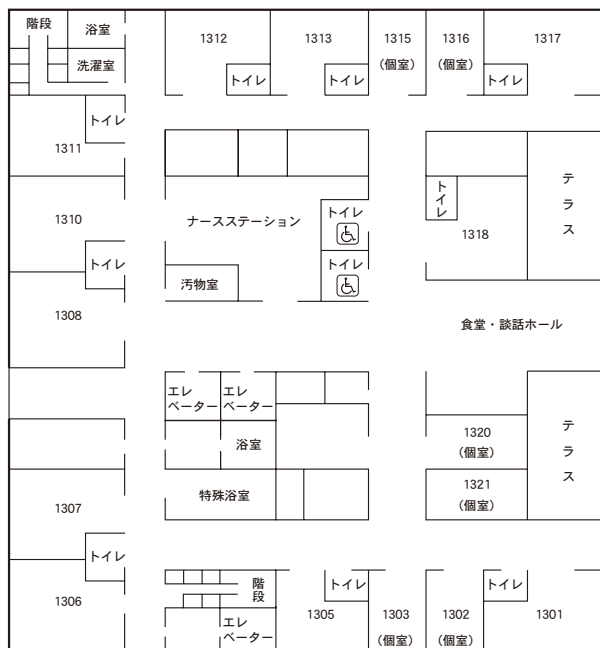 階段
浴室
洗濯室
1312
トイレ
1313
トイレ
1315
（個室）
1316
（個室）
1317
トイレ
トイレ
1311
1310
トイレ
1308
ナースステーション
トイレ
トイレ
汚物室
トイレ
1318
テラス
食堂・談話ホール
エレ
ベーター
エレ
ベーター
浴室
特殊浴室
1320
（個室）
1321
（個室）
テラス
1307
トイレ
1306
階段
エレ
ベーター
トイレ
1305
1303
（個室）
1302
（個室）
トイレ
1301